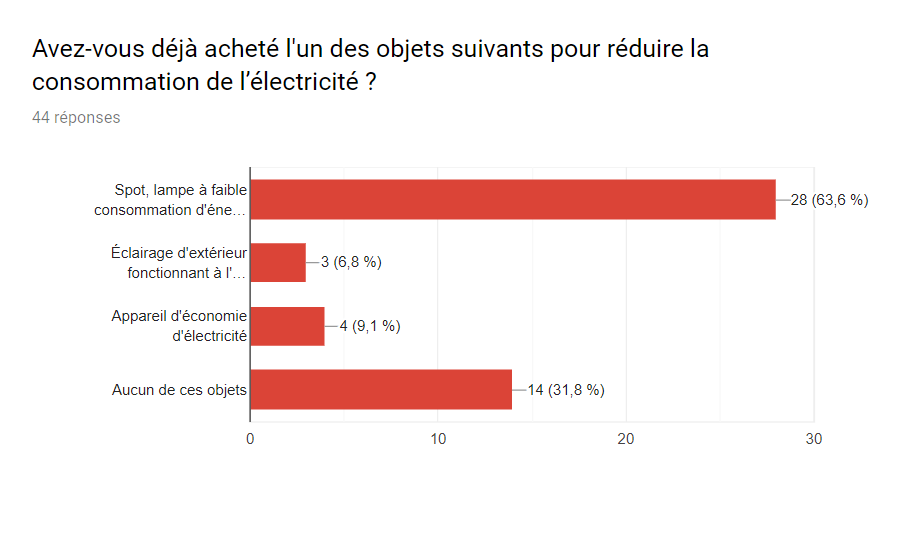 Avez-vous déjà acheté l'un des objets suivants pour réduire la
consommation de l’électricité ?
44 réponses
Spot, lampe à faible
consommation d'éne…
28 (63,6 %)
Éclairage d'extérieur
fonctionnant à l'…
3 (6,8 %)
Appareil d'économie
d'électricité
4 (9,1 %)
Aucun de ces objets
14 (31,8 %)
0
10
20
30